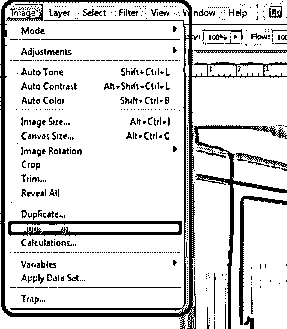 Image Layer Select Filter View Window Help
100% Flow: 100%
Mode
Adjustments
Auto Tone Shift+Ctrl+L
Auto Contrast Alt+Shift+Ctrl+L
Auto Color Shift+Ctrl+B
Image Size... Alt+Ctrl+I
Canvas Size... Alt+Ctrl+C
Image Rotation
Crop
Trim...
Reveal All
Duplicate...
Calculations...
Variables
Apply Data Set...
Trap...